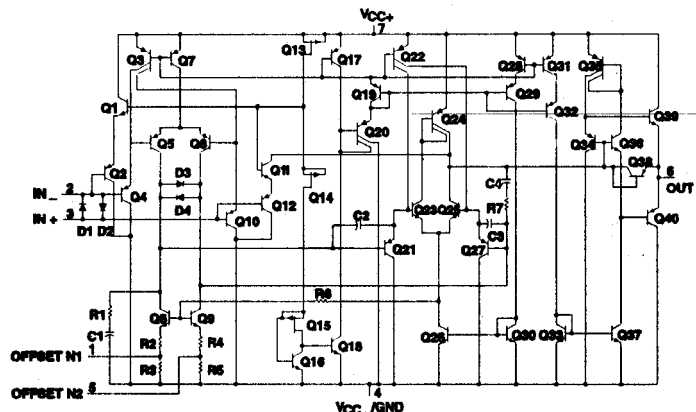 VCC+
7
Q3
Q7
Q13
Q17
Q22
Q28
Q31
Q35
Q1
Q19
Q29
Q24
Q32
Q39
Q20
Q5
Q6
Q34
Q36
Q2
Q11
Q38
D3
C4
6
OUT
IN − 2
Q4
D4
Q14
IN + 3
Q12
R7
Q10
C2
Q23
Q25
Q40
D1
D2
C3
Q21
Q27
R6
R1
Q8
Q9
Q15
Q26
Q30
Q33
Q37
C1
R2
R4
Q18
OFFSET N1
1
Q16
R3
R5
OFFSET N2
5
4
VCC−/GND